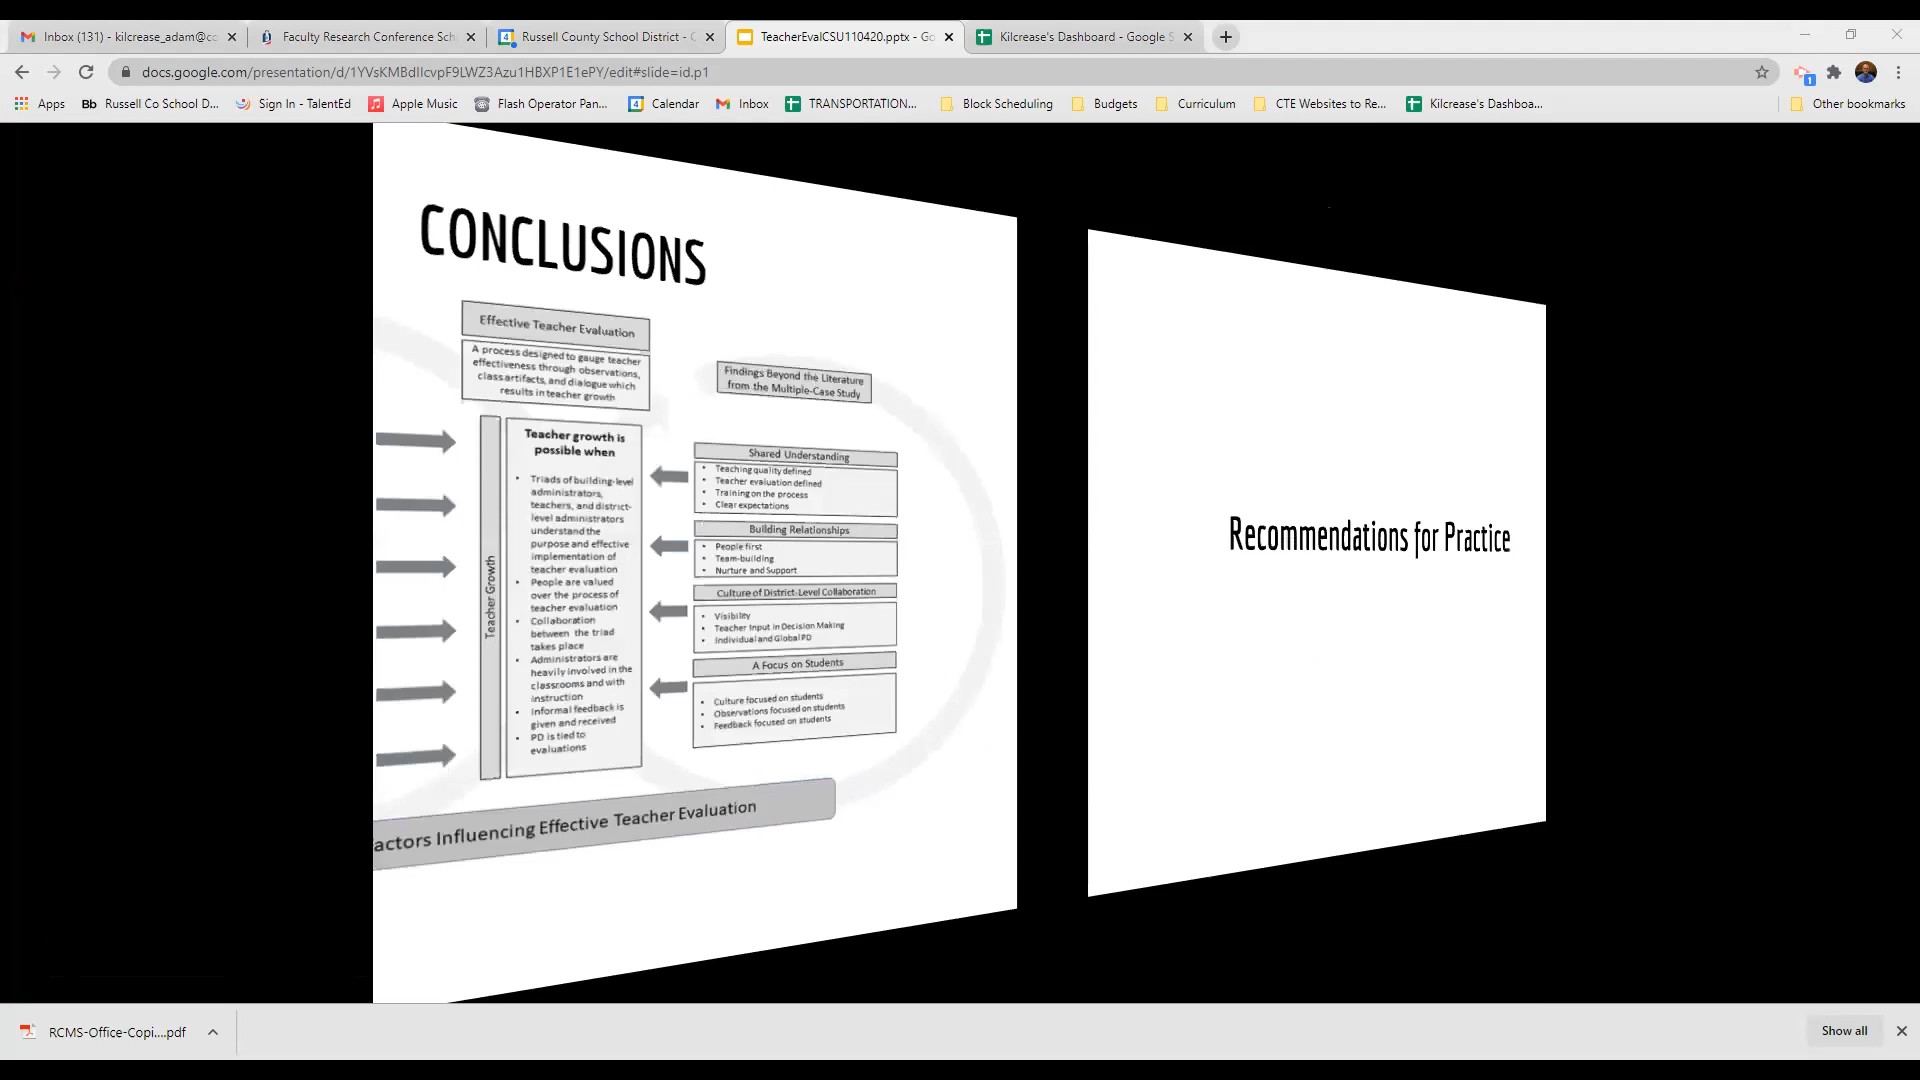 Inbox (131) - kilcrease_adam@co
Faculty Research Conference Sch
Russell County School District - C
TeacherEvalCSU110420.pptx - Go
Kilcrease's Dashboard - Google S
docs.google.com/presentation/d/1YVsKMBdIIcvpF9LWZ3Azu1HBXP1E1ePY/edit#slide=id.p1
1
Apps
Bb Russell Co School D...
Sign In - TalentEd
Apple Music
Flash Operator Pan...
4 Calendar
Inbox
TRANSPORTATION...
Block Scheduling
Budgets
Curriculum
CTE Websites to Re...
Kilcrease's Dashboa...
Other bookmarks
CONCLUSIONS
Effective Teacher Evaluation
A process designed to gauge teacher
effectiveness through observations,
class artifacts, and dialogue which
results in teacher growth
Teacher Growth
Teacher growth is
possible when
• Triads of building-level
administrators,
teachers, and district-
level administrators
understand the
purpose and effective
implementation of
teacher evaluation
• People are valued
over the process of
teacher evaluation
• Collaboration
between the triad
takes place
• Administrators are
heavily involved in the
classrooms and with
instruction
• Informal feedback is
given and received
• PD is tied to
evaluations
Findings Beyond the Literature
from the Multiple-Case Study
Shared Understanding
• Teaching quality defined
• Teacher evaluation defined
• Training on the process
• Clear expectations
Building Relationships
• People first
• Team-building
• Nurture and Support
Culture of District-Level Collaboration
• Visibility
• Teacher Input in Decision Making
• Individual and Global PD
A Focus on Students
• Culture focused on students
• Observations focused on students
• Feedback focused on students
actors Influencing Effective Teacher Evaluation
Recommendations for Practice
RCMS-Office-Copi....pdf
Show all